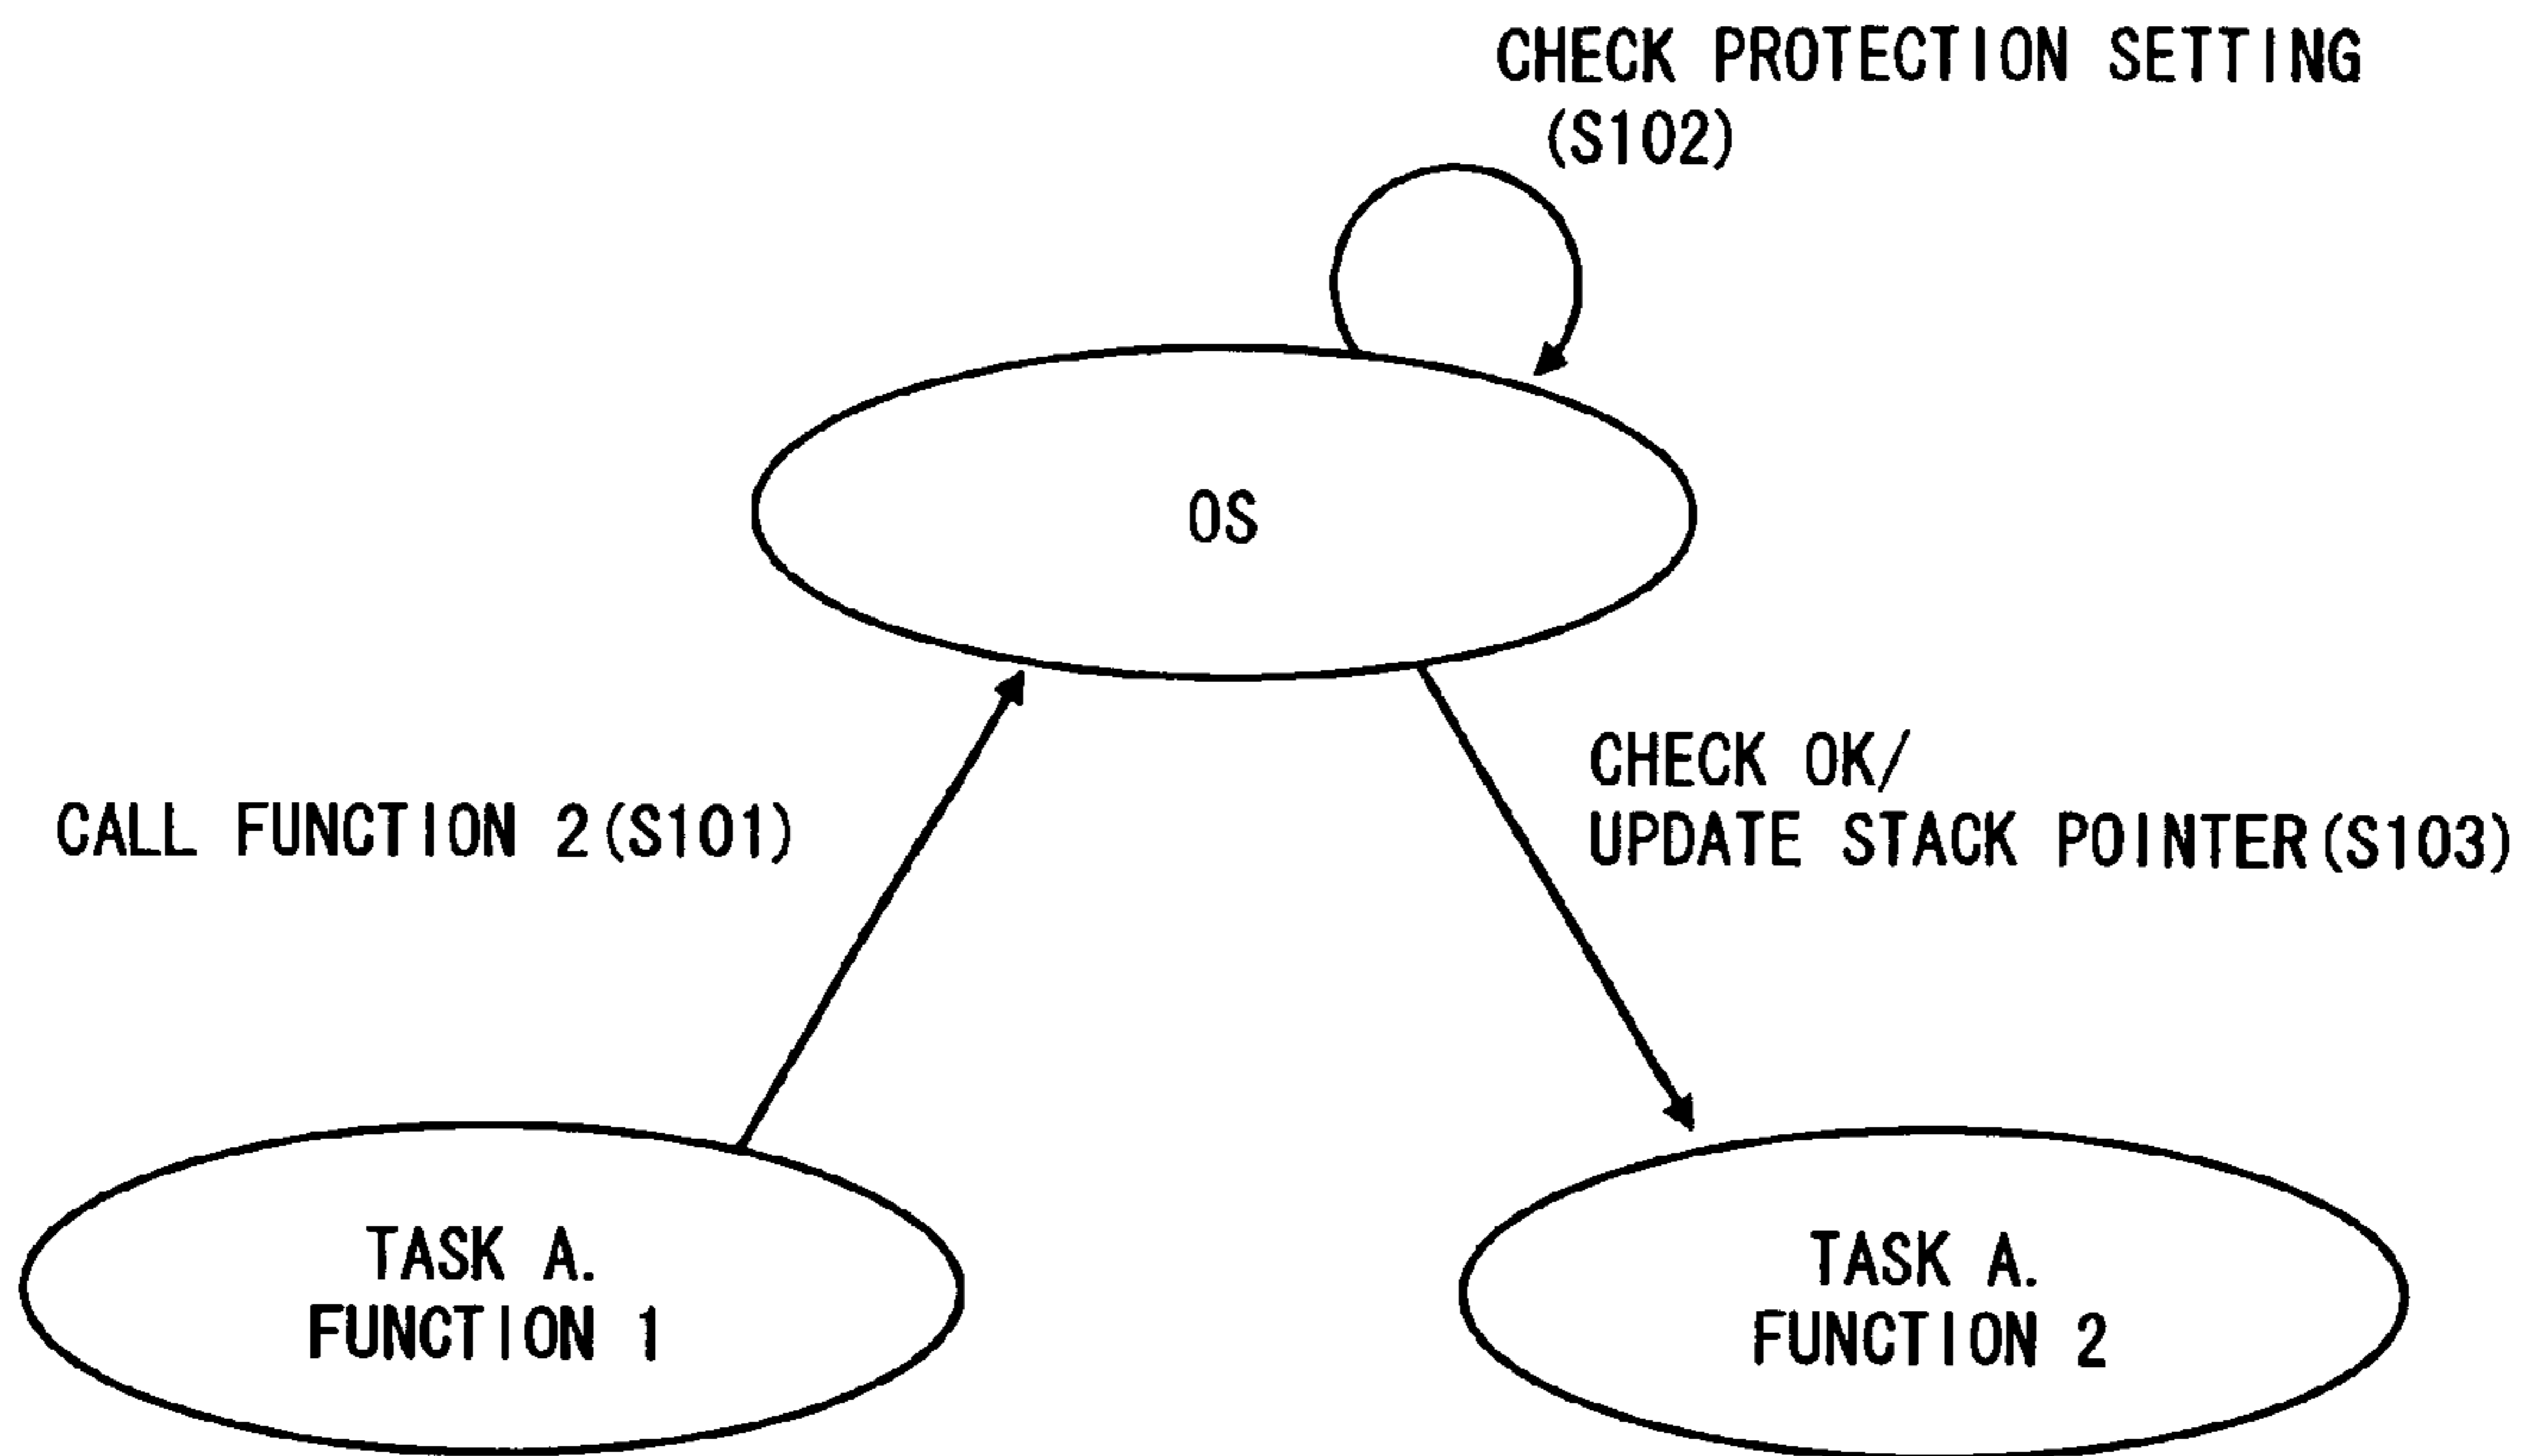 CHECK PROTECTION SETTING
(S102)
OS
CHECK OK/
UPDATE STACK POINTER(S103)
CALL FUNCTION 2(S101)
TASK A.
FUNCTION 1
TASK A.
FUNCTION 2